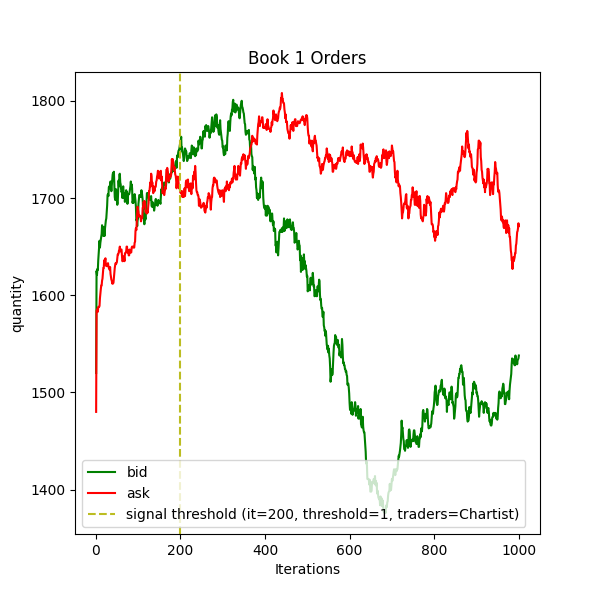 Book 1 Orders
1800
1700
1600
1500
1400
quantity
0
200
400
600
800
1000
Iterations
bid
ask
signal threshold (it=200, threshold=1, traders=Chartist)